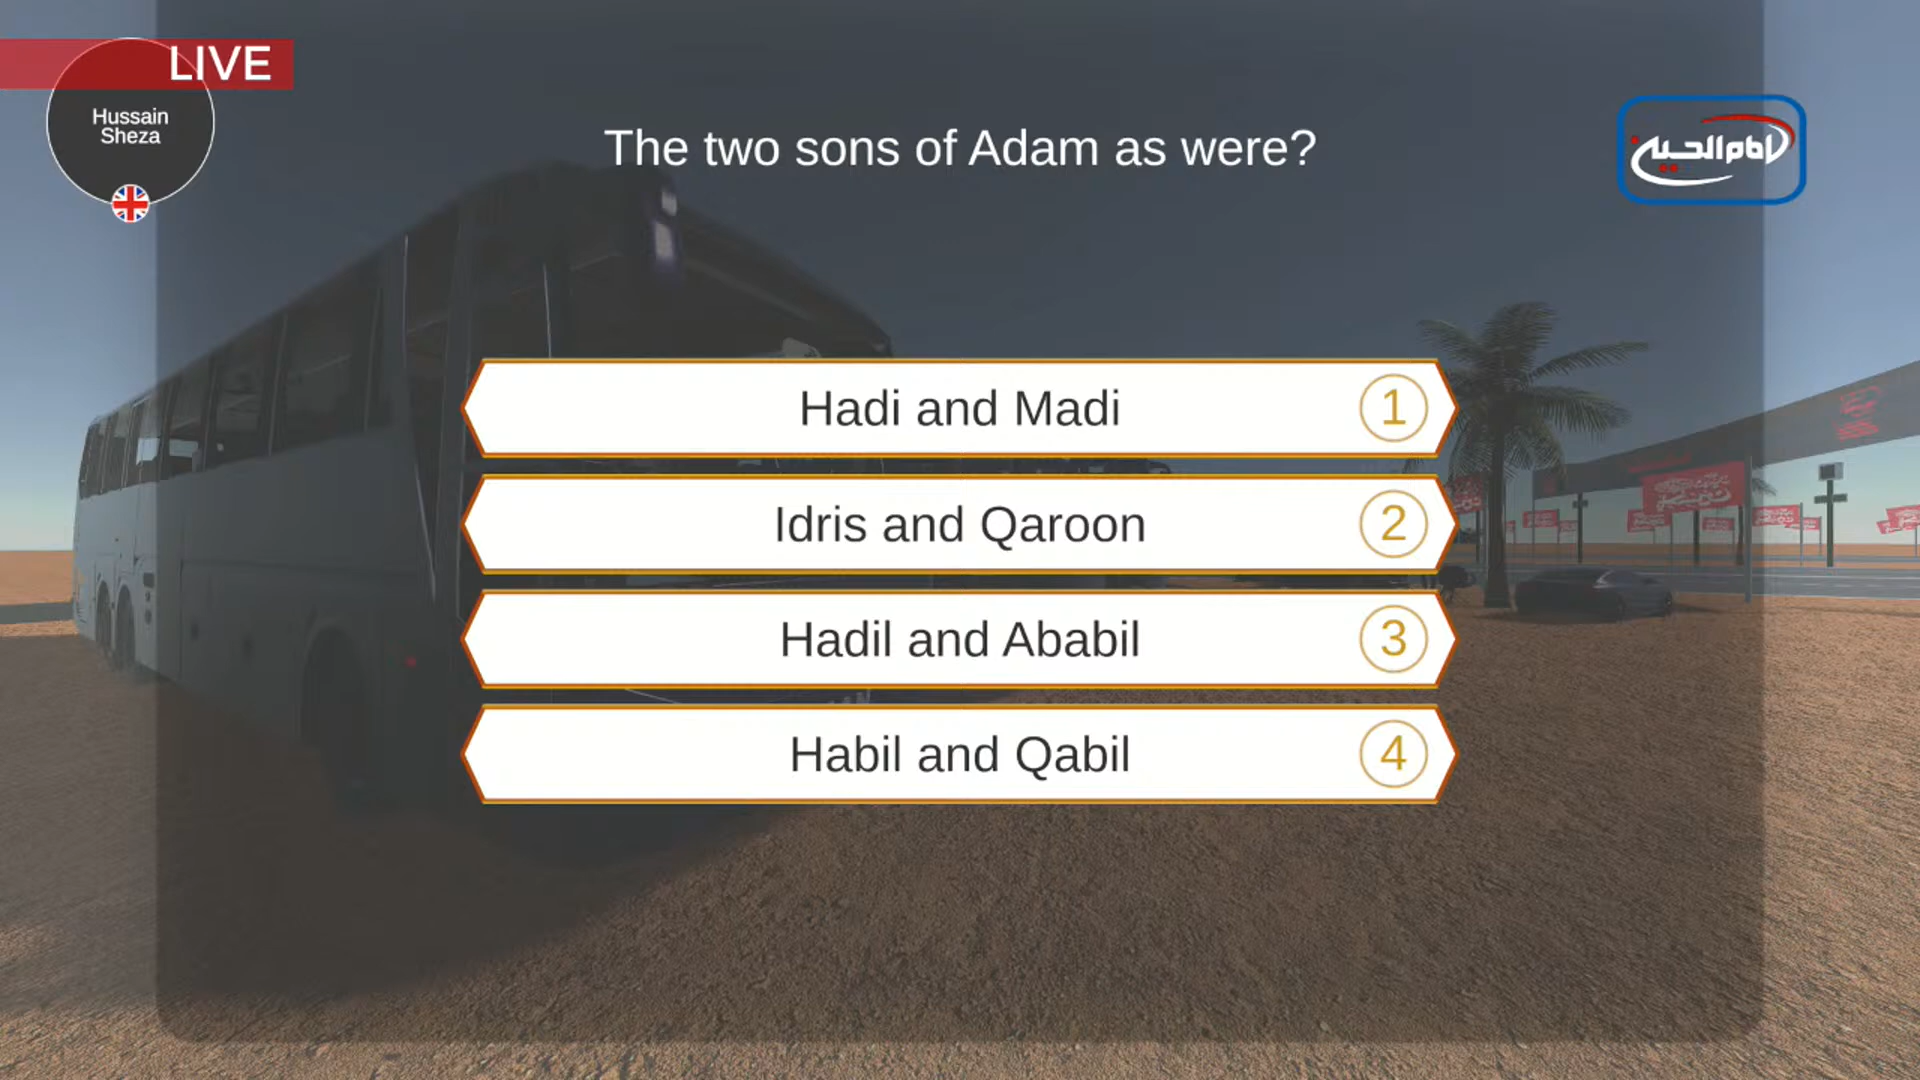 LIVE
Hussain
Sheza
The two sons of Adam as were?
الإمام الحسين
Hadi and Madi
1
Idris and Qaroon
2
Hadil and Ababil
3
Habil and Qabil
4